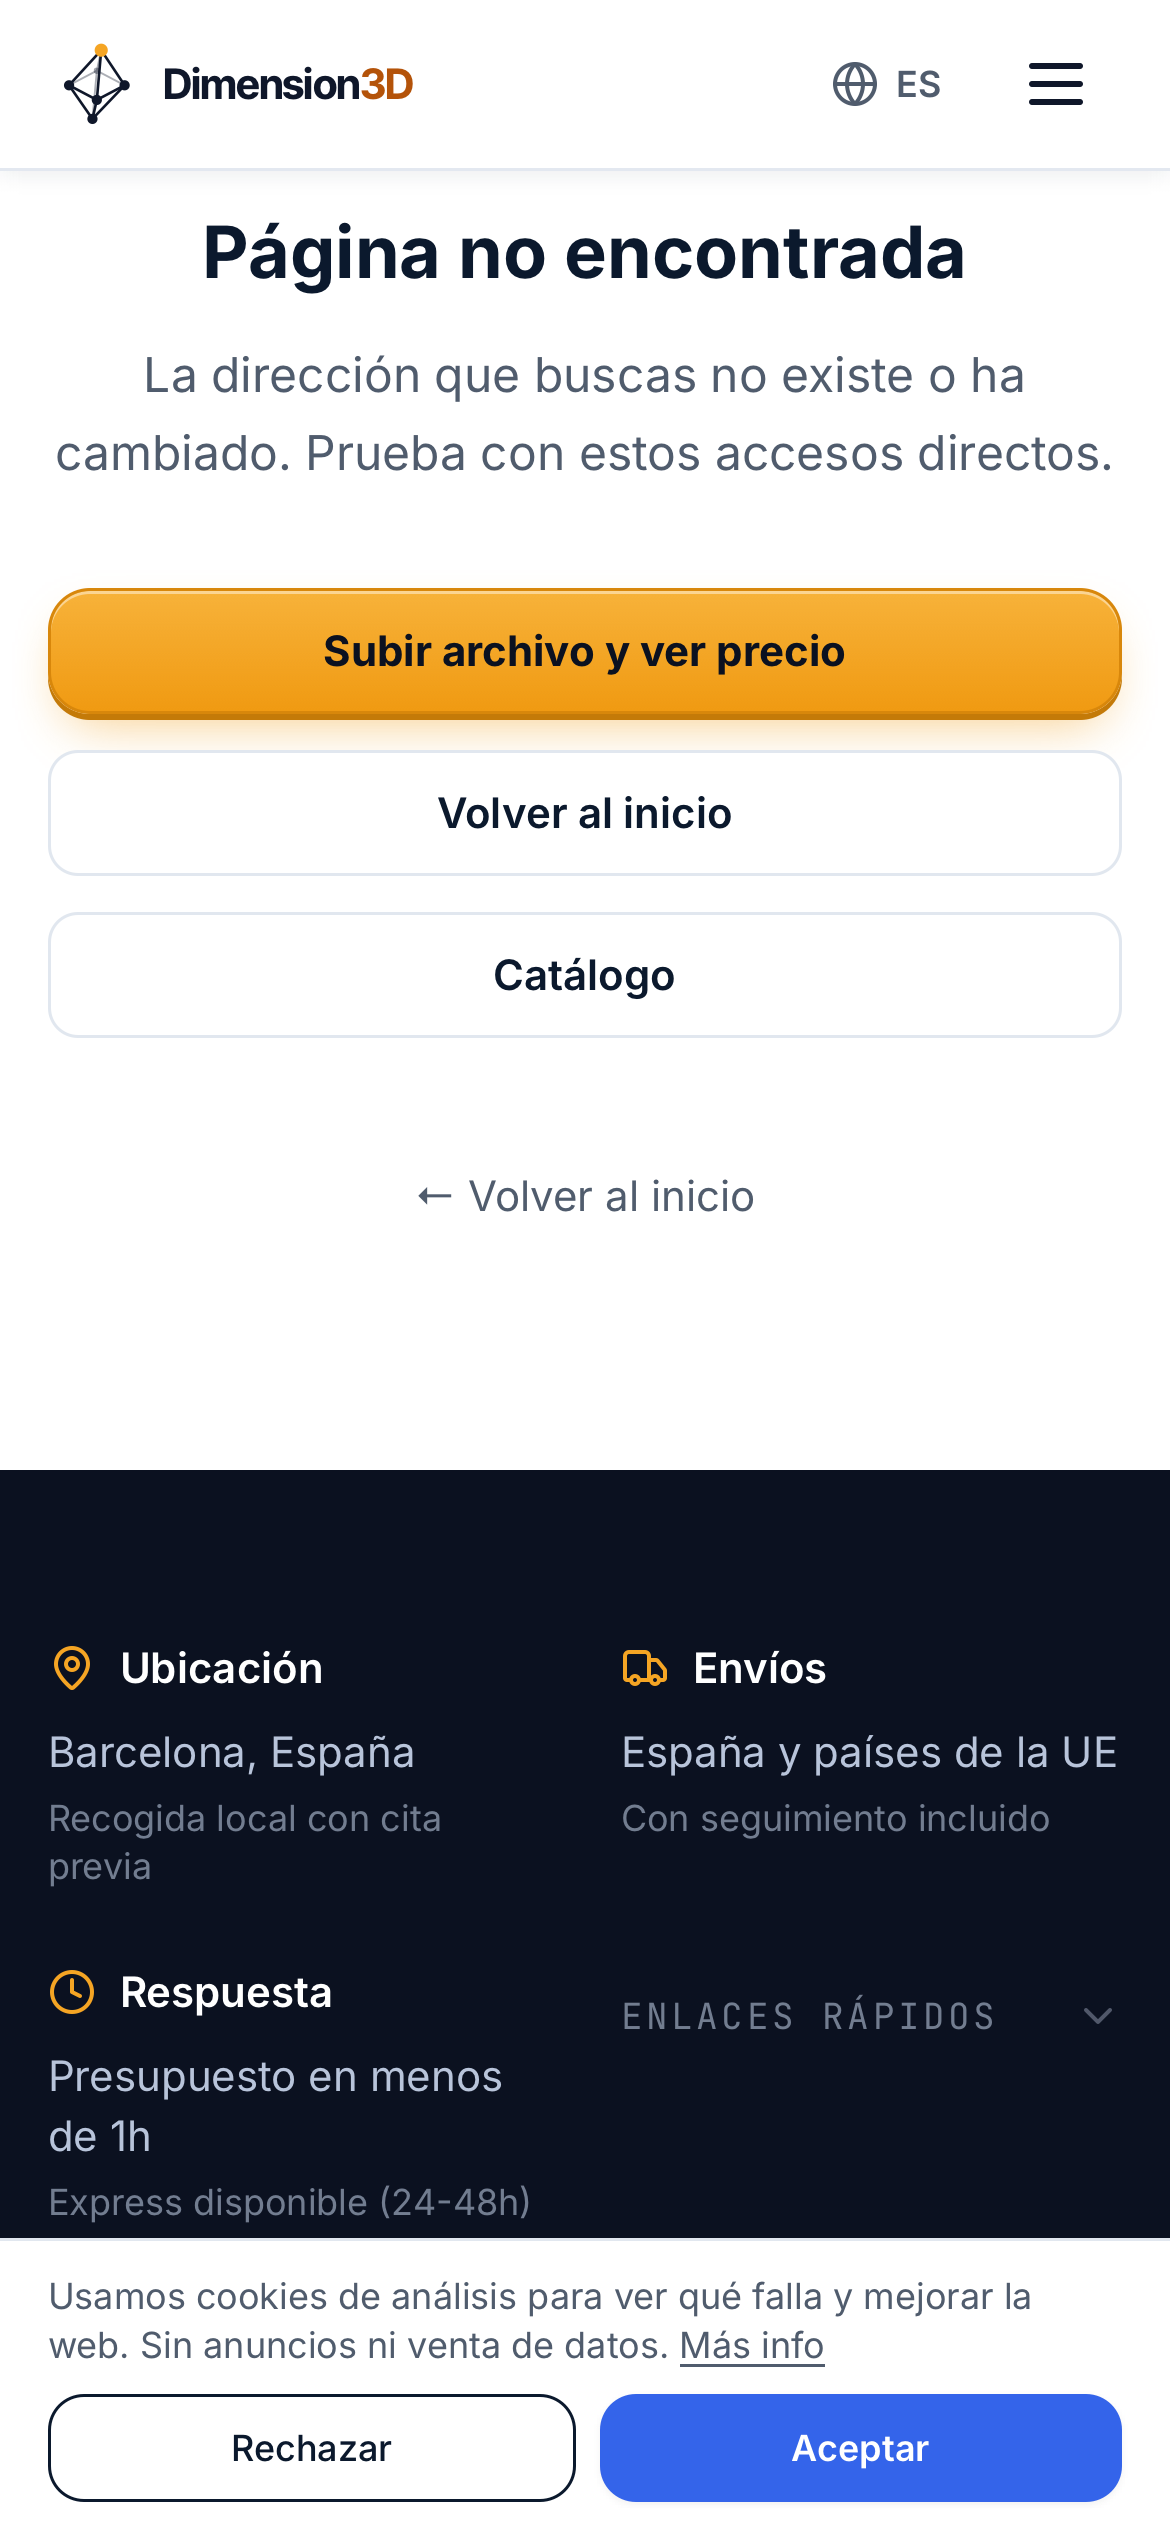 Dimension3D
ES
Página no encontrada
La dirección que buscas no existe o ha
cambiado. Prueba con estos accesos directos.
Subir archivo y ver precio
Volver al inicio
Catálogo
← Volver al inicio
Ubicación
Barcelona, España
Recogida local con cita
previa
Envíos
España y países de la UE
Con seguimiento incluido
Respuesta
Presupuesto en menos
de 1h
Express disponible (24-48h)
ENLACES RÁPIDOS
Usamos cookies de análisis para ver qué falla y mejorar la
web. Sin anuncios ni venta de datos. Más info
Rechazar
Aceptar